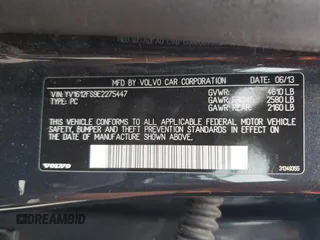 MFD BY VOLVO CAR CORPORATION DATE: 06/13
VIN: YV1612FS9E2275447 GVWR: 4610 LB
TYPE: PC GAWR FRONT: 2580 LB
GAWR REAR: 2160 LB
THIS VEHICLE CONFORMS TO ALL APPLICABLE FEDERAL MOTOR VEHICLE
SAFETY, BUMPER AND THEFT PREVENTION STANDARDS IN EFFECT ON
THE DATE OF MANUFACTURE SHOWN ABOVE.
VOLVO
DREAMBID